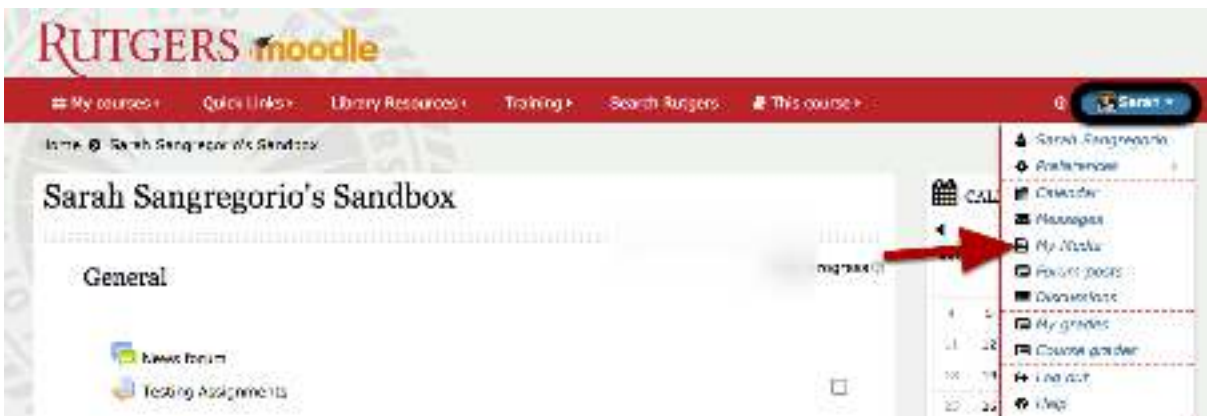 RUTGERS moodle
My courses Quick Links Library Resources Training Search Rutgers This course Sarah
Home Sarah Sangregorio's Sandbox
Sarah Sangregorio
Preferences
Sarah Sangregorio's Sandbox
CAL
Calendar
Messages
My Media
General
rogress
Forum posts
Discussions
My grades
News forum
Course grades
Testing Assignments
Log out
Help